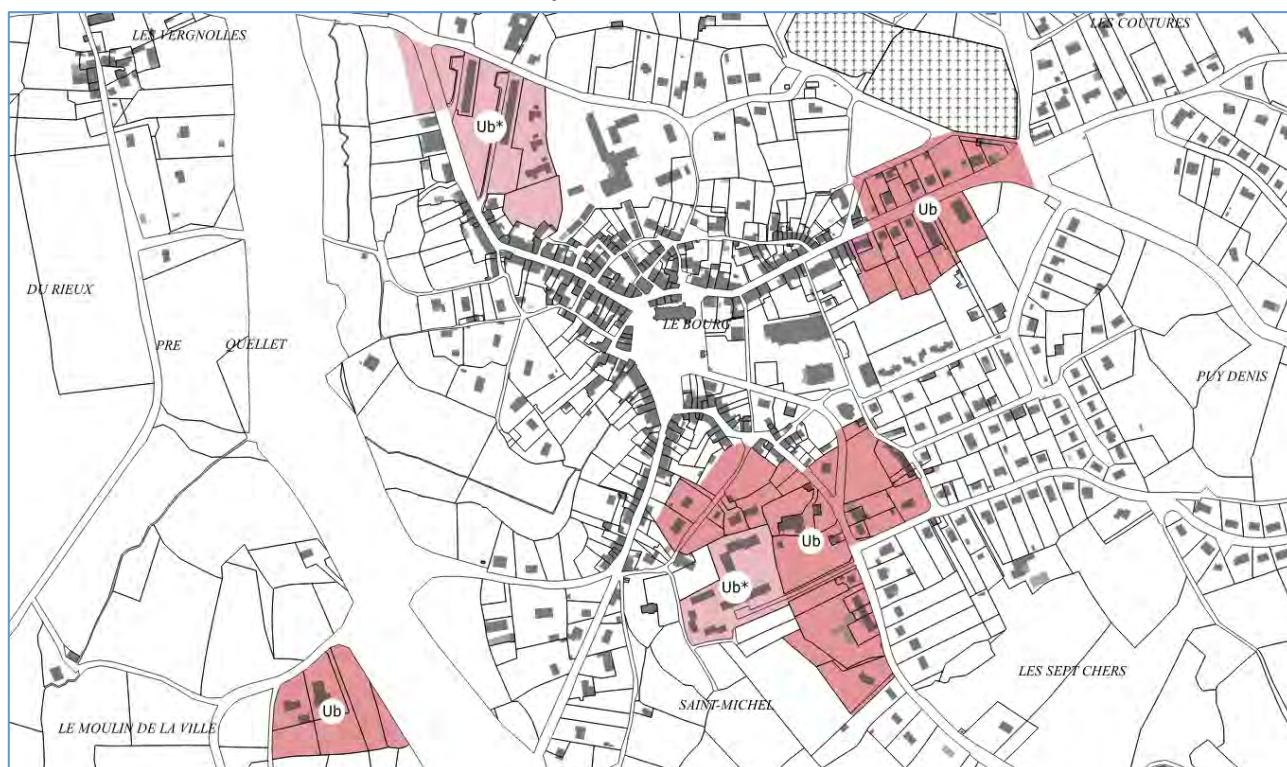 LES VERGNOLLES
LES COUTURES
Ub*
Ub
DU RIEUX
PRE
QUELLET
LE BOURG
PUY DENIS
Ub
Ub*
LES SEPT CHERS
SAINT-MICHEL
Ub
LE MOULIN DE LA VILLE